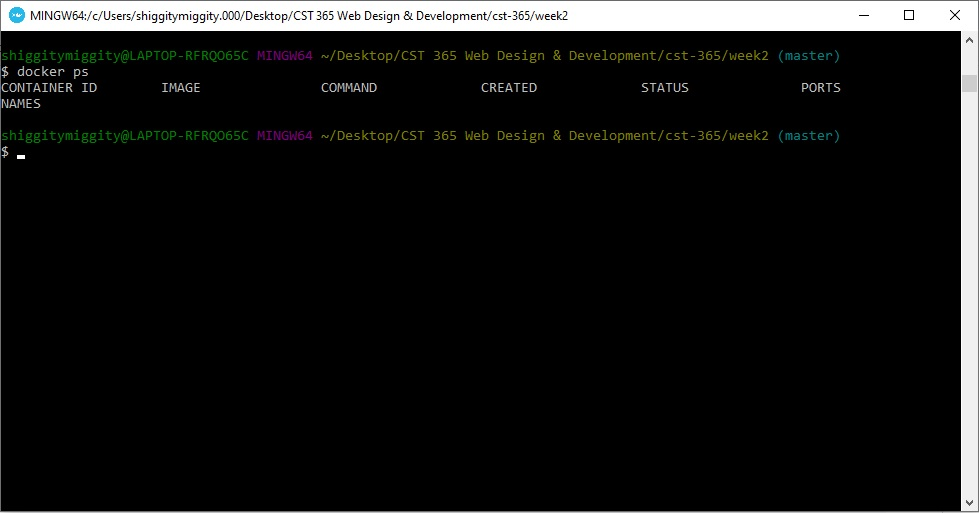 MINGW64:/c/Users/shiggitymiggity.000/Desktop/CST 365 Web Design & Development/cst-365/week2
shiggitymiggity@LAPTOP-RFRQO65C MINGW64 ~/Desktop/CST 365 Web Design & Development/cst-365/week2 (master)
$ docker ps
CONTAINER ID        IMAGE               COMMAND             CREATED             STATUS              PORTS
NAMES
shiggitymiggity@LAPTOP-RFRQO65C MINGW64 ~/Desktop/CST 365 Web Design & Development/cst-365/week2 (master)
$